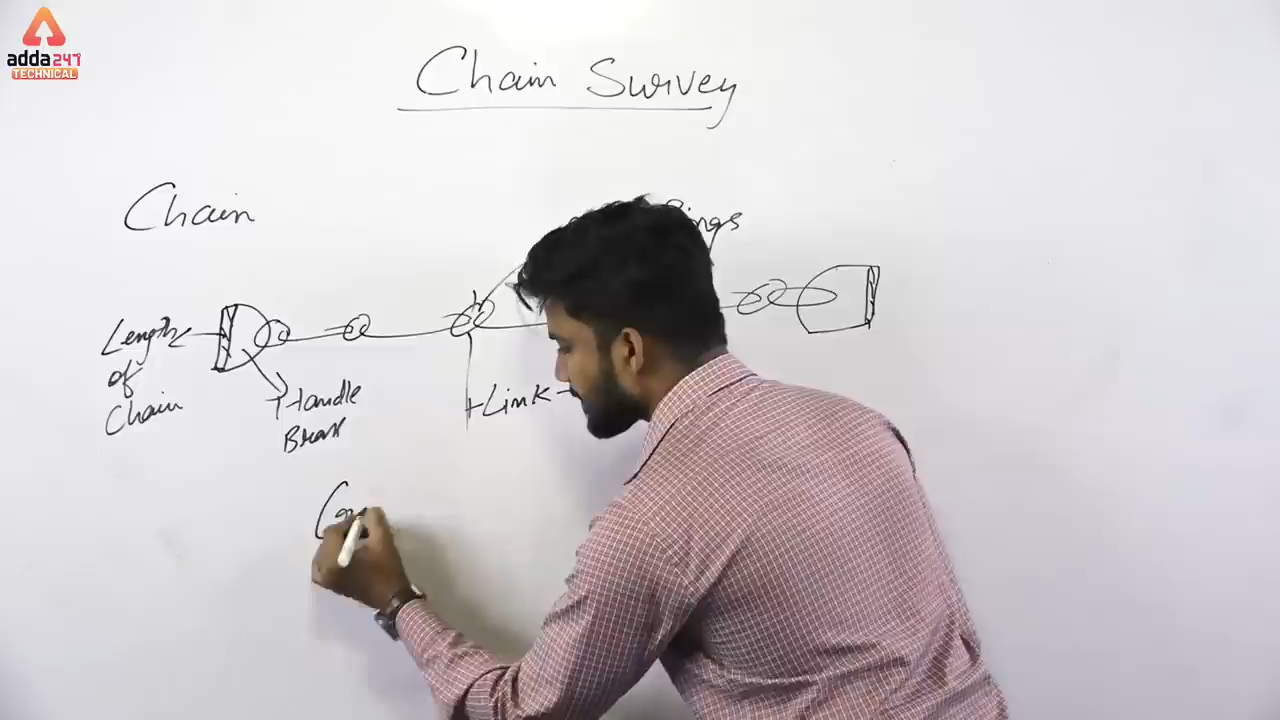 adda247
TECHNICAL
Chain Survey
Chain
Length
of
Chain
Handle
Brass
Link